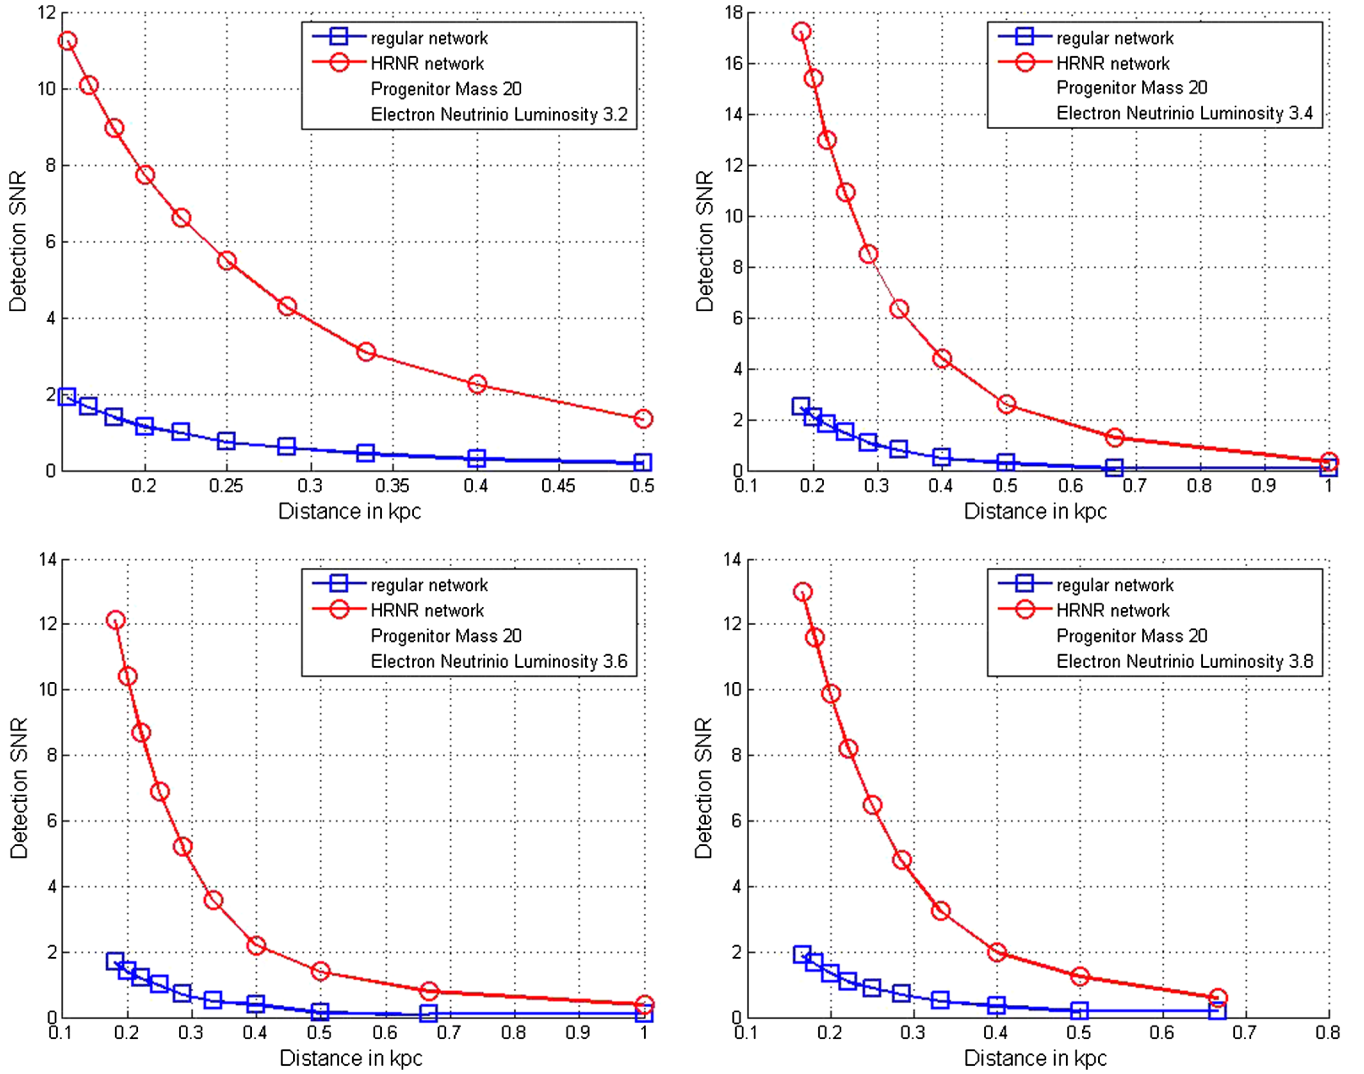 12
10
8
6
4
2
0
Detection SNR
0.2
0.25
0.3
0.35
0.4
0.45
0.5
Distance in kpc
regular network
HRNR network
Progenitor Mass 20
Electron Neutrinio Luminosity 3.2
18
16
14
12
10
8
6
4
2
0
Detection SNR
0.1
0.2
0.3
0.4
0.5
0.6
0.7
0.8
0.9
1
Distance in kpc
regular network
HRNR network
Progenitor Mass 20
Electron Neutrinio Luminosity 3.4
14
12
10
8
6
4
2
0
Detection SNR
0.1
0.2
0.3
0.4
0.5
0.6
0.7
0.8
0.9
1
Distance in kpc
regular network
HRNR network
Progenitor Mass 20
Electron Neutrinio Luminosity 3.6
14
12
10
8
6
4
2
0
Detection SNR
0.1
0.2
0.3
0.4
0.5
0.6
0.7
0.8
Distance in kpc
regular network
HRNR network
Progenitor Mass 20
Electron Neutrinio Luminosity 3.8